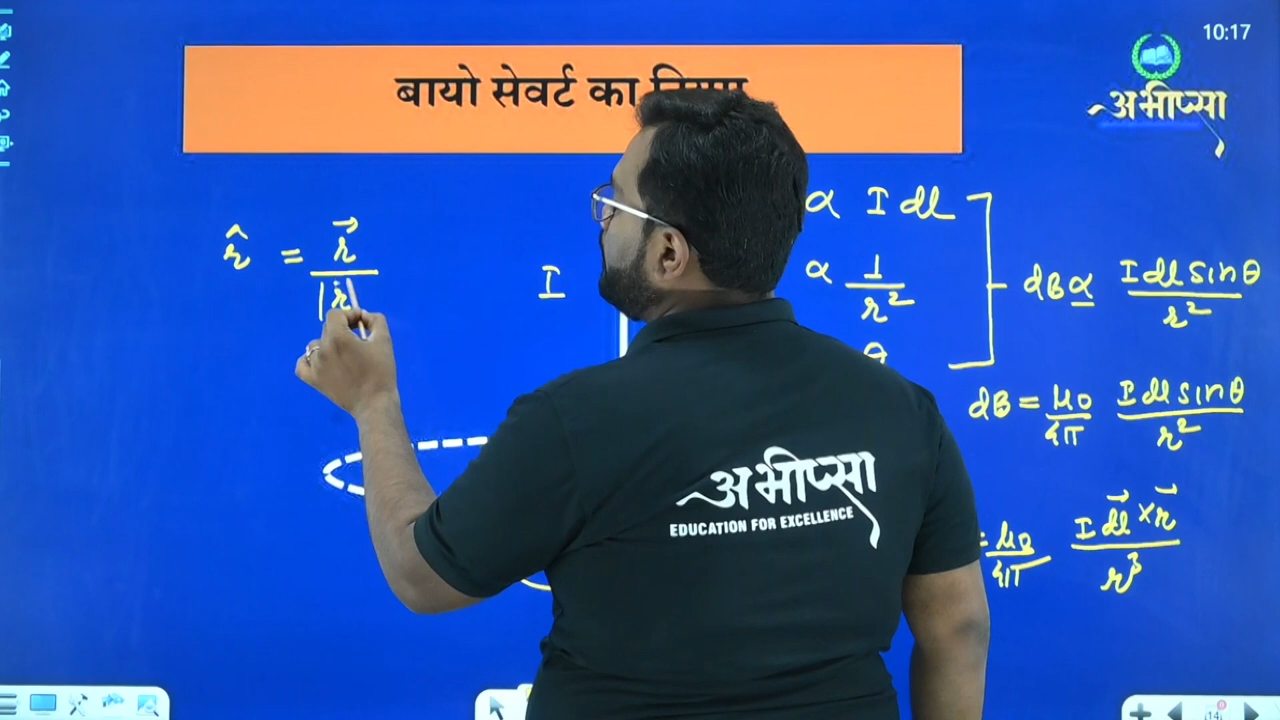 10:17
बायो सेवर्ट का
अभीप्सा
α I dl
r̂ = r⃗ / |r
I
α 1 / r²
dB α I dl sinθ / r²
θ
dB = μ₀ / 4π I dl sinθ / r²
अभीप्सा
EDUCATION FOR EXCELLENCE
= μ₀ / 4π I dl⃗ × r⃗ / r³
14